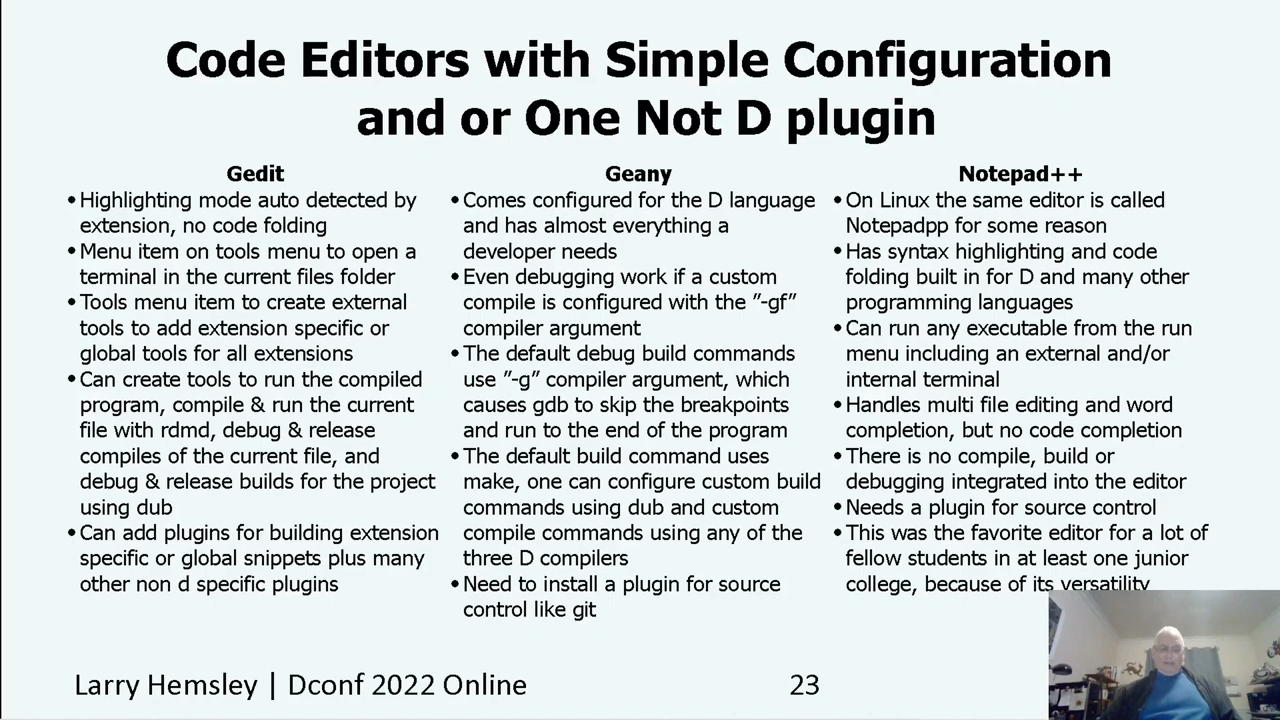 Code Editors with Simple Configuration
and or One Not D plugin
Gedit
•Highlighting mode auto detected by
extension, no code folding
•Menu item on tools menu to open a
terminal in the current files folder
•Tools menu item to create external
tools to add extension specific or
global tools for all extensions
•Can create tools to run the compiled
program, compile & run the current
file with rdmd, debug & release
compiles of the current file, and
debug & release builds for the project
using dub
•Can add plugins for building extension
specific or global snippets plus many
other non d specific plugins
Geany
•Comes configured for the D language
and has almost everything a
developer needs
•Even debugging work if a custom
compile is configured with the ”-gf”
compiler argument
•The default debug build commands
use ”-g” compiler argument, which
causes gdb to skip the breakpoints
and run to the end of the program
•The default build command uses
make, one can configure custom build
commands using dub and custom
compile commands using any of the
three D compilers
•Need to install a plugin for source
control like git
Notepad++
•On Linux the same editor is called
Notepadpp for some reason
•Has syntax highlighting and code
folding built in for D and many other
programming languages
•Can run any executable from the run
menu including an external and/or
internal terminal
•Handles multi file editing and word
completion, but no code completion
•There is no compile, build or
debugging integrated into the editor
•Needs a plugin for source control
•This was the favorite editor for a lot of
fellow students in at least one junior
college, because of its versatility
Larry Hemsley | Dconf 2022 Online
23